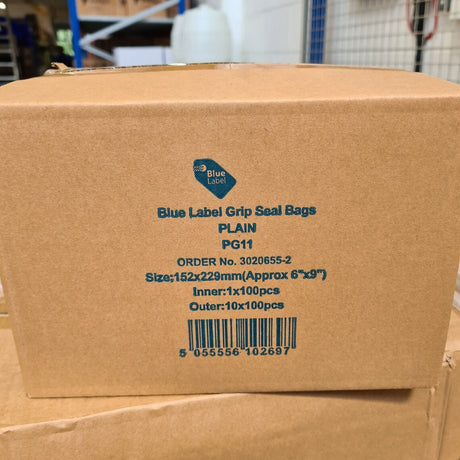 Blue
Label
Blue Label Grip Seal Bags
PLAIN
PG11
ORDER No. 3020655-2
Size;152x229mm(Approx 6"x9")
Inner:1x100pcs
Outer:10x100pcs
5 055556 102697